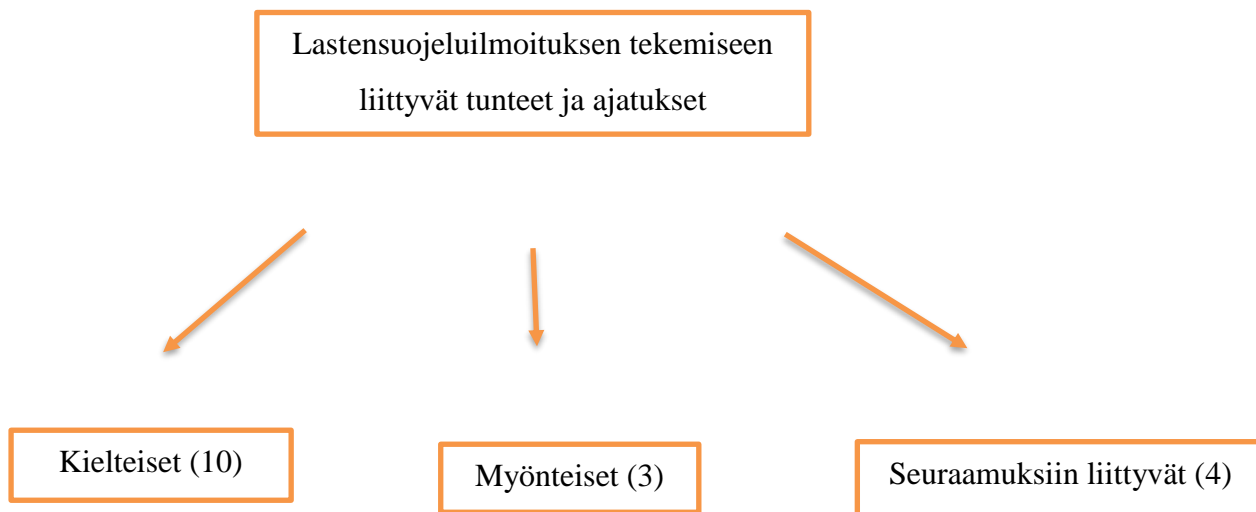 Lastensuojeluilmoituksen tekemiseen
liittyvät tunteet ja ajatukset
Kielteiset (10)
Myönteiset (3)
Seuraamuksiin liittyvät (4)